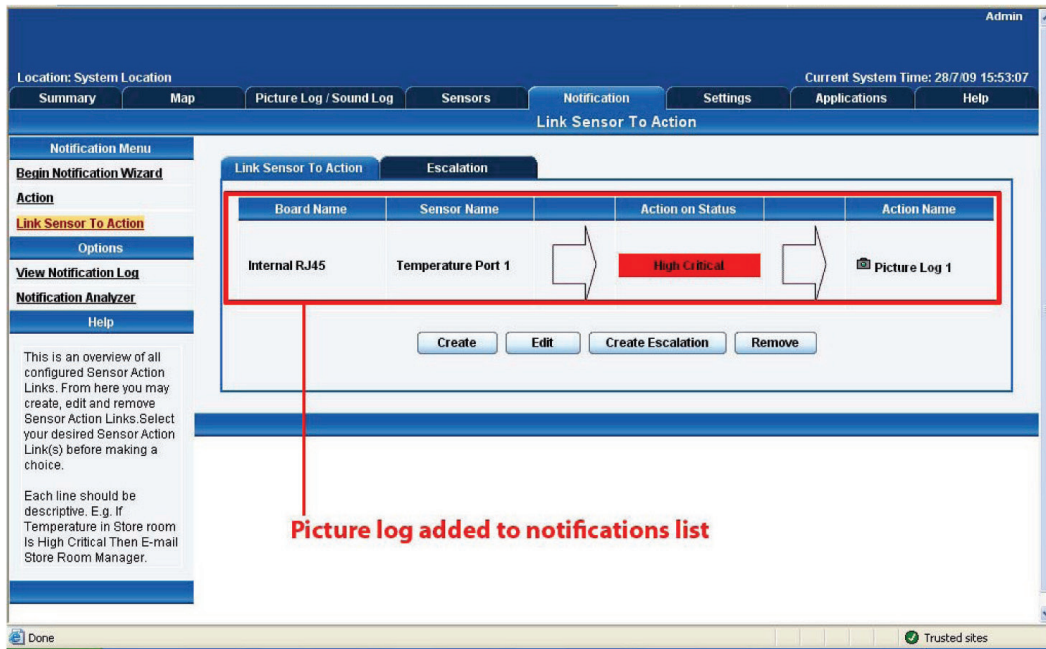 Admin
Location: System Location
Current System Time: 28/7/09 15:53:07
Summary Map Picture Log / Sound Log Sensors Notification Settings Applications Help
Link Sensor To Action
Notification Menu
Begin Notification Wizard
Action
Link Sensor To Action
Options
View Notification Log
Notification Analyzer
Help
This is an overview of all
configured Sensor Action
Links. From here you may
create, edit and remove
Sensor Action Links.Select
your desired Sensor Action
Link(s) before making a
choice.
Each line should be
descriptive. E.g. If
Temperature in Store room
Is High Critical Then E-mail
Store Room Manager.
Link Sensor To Action Escalation
Board Name Sensor Name Action on Status Action Name
Internal RJ45 Temperature Port 1 High Critical Picture Log 1
Create Edit Create Escalation Remove
Picture log added to notifications list
Done Trusted sites